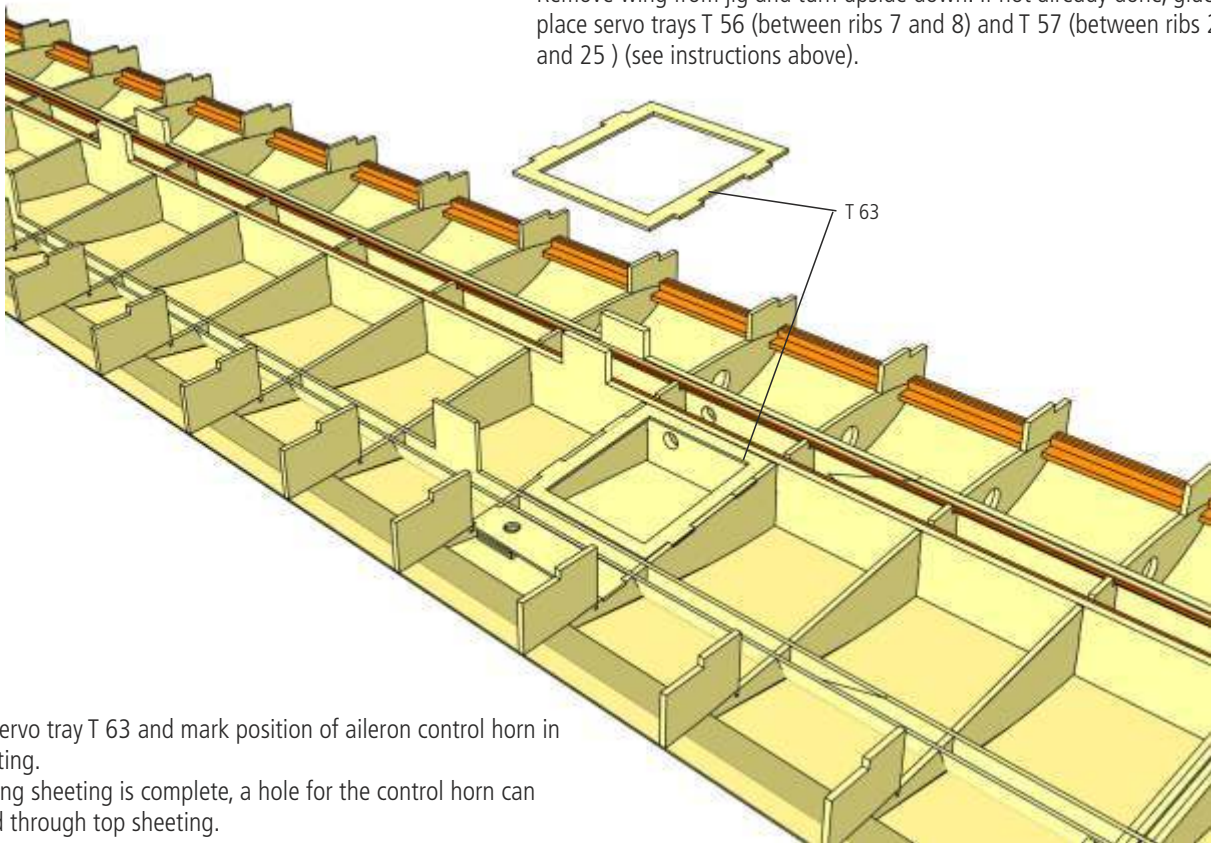 place servo trays T 56 (between ribs 7 and 8) and T 57 (between ribs
and 25 ) (see instructions above).
T 63
servo tray T 63 and mark position of aileron control horn in
ng sheeting is complete, a hole for the control horn can
through top sheeting.